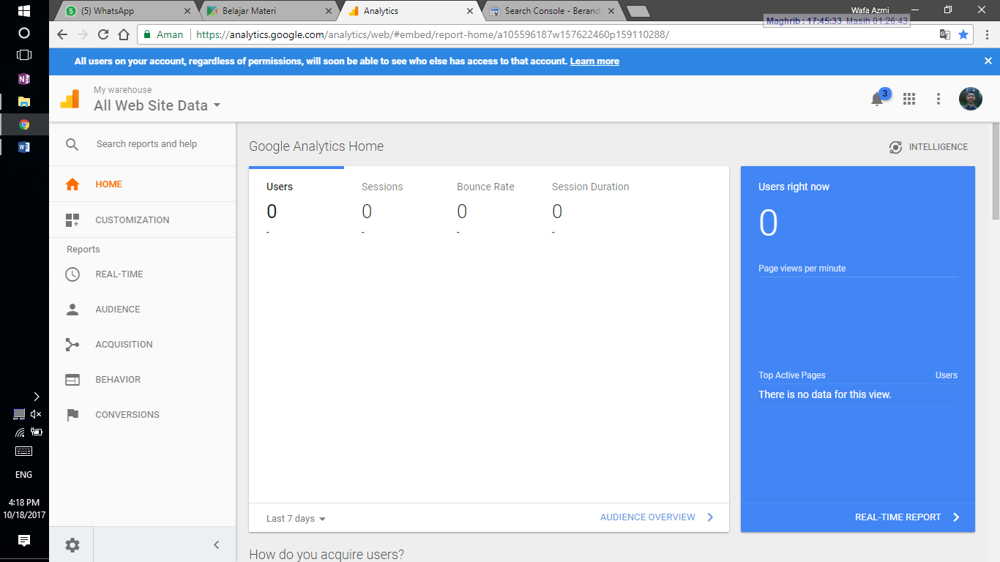 (5) WhatsApp
Belajar Materi
Analytics
Search Console - Berand
Wafa Azmi
Maghrib : 17:45:33 Masih 01:26:43
Aman
https://analytics.google.com/analytics/web/#embed/report-home/a105596187w157622460p159110288/
All users on your account, regardless of permissions, will soon be able to see who else has access to that account. Learn more
My warehouse
All Web Site Data
3
Search reports and help
HOME
CUSTOMIZATION
Reports
REAL-TIME
AUDIENCE
ACQUISITION
BEHAVIOR
CONVERSIONS
Google Analytics Home
INTELLIGENCE
Users
Sessions
Bounce Rate
Session Duration
0
0
0
0
-
-
-
-
Last 7 days
AUDIENCE OVERVIEW
Users right now
0
Page views per minute
Top Active Pages
Users
There is no data for this view.
REAL-TIME REPORT
How do you acquire users?
ENG
4:18 PM
10/18/2017